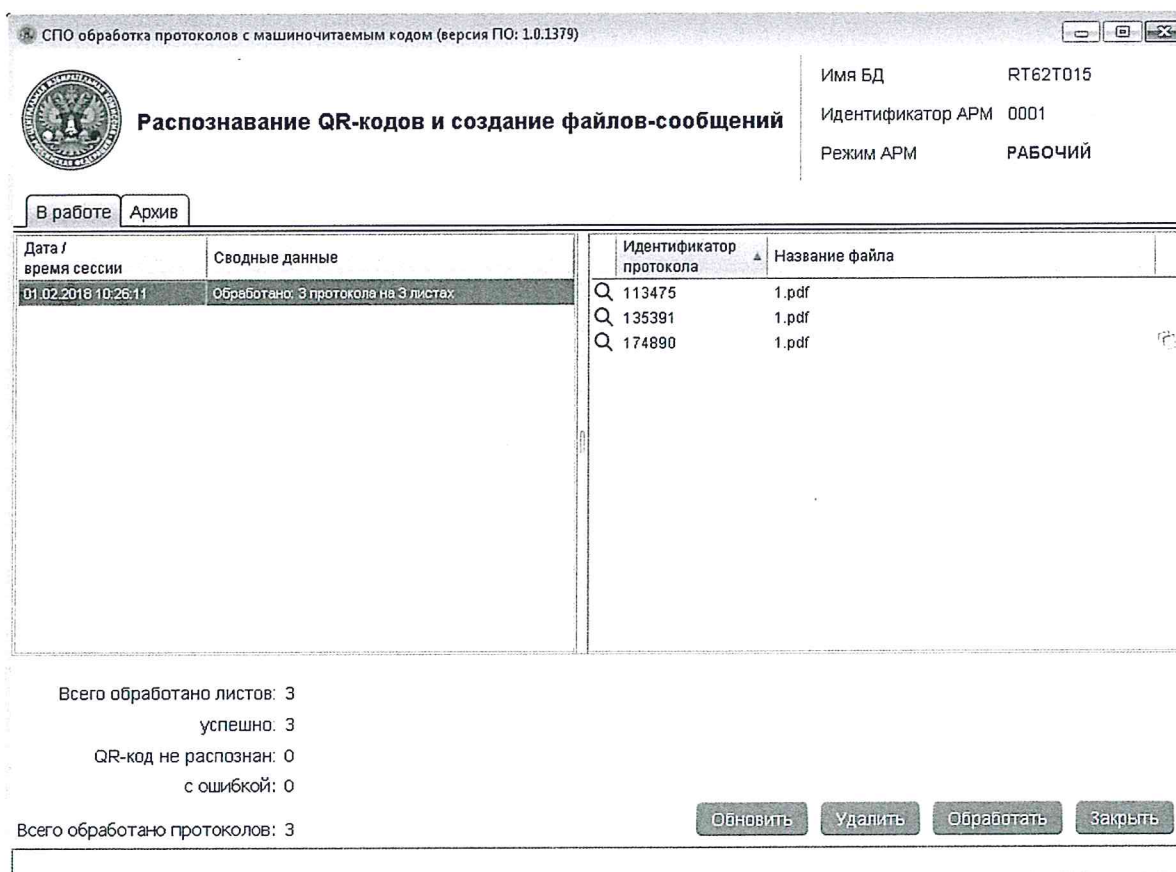 СПО обработка протоколов с машиночитаемым кодом (версия ПО: 1.0.1379)
Распознавание QR-кодов и создание файлов-сообщений
Имя БД RT62T015
Идентификатор АРМ 0001
Режим АРМ РАБОЧИЙ
В работе Архив
Дата /
время сессии
Сводные данные
01.02.2018 10:26:11 Обработано: 3 протокола на 3 листах
Идентификатор
протокола
Название файла
113475 1.pdf
135391 1.pdf
174890 1.pdf
Всего обработано листов: 3
успешно: 3
QR-код не распознан: 0
с ошибкой: 0
Всего обработано протоколов: 3
Обновить Удалить Обработать Закрыть